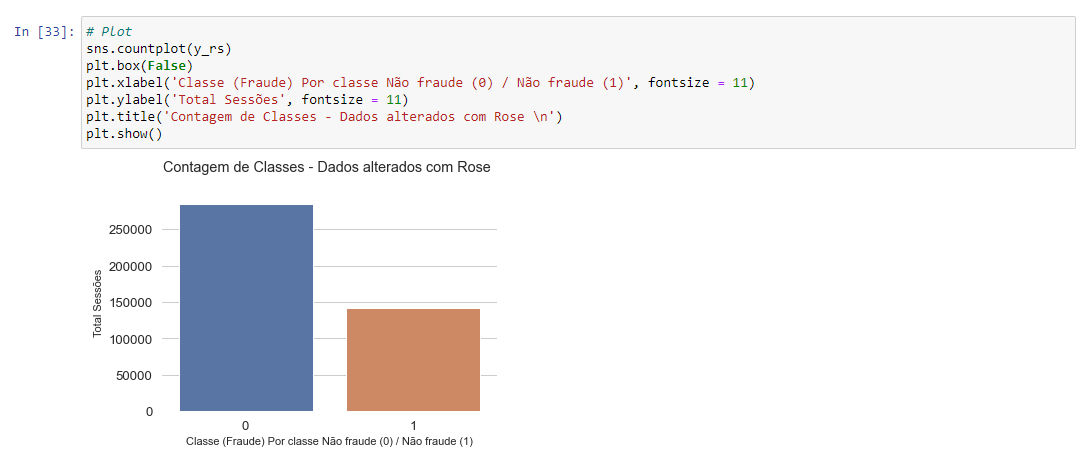 In [33]: # Plot
sns.countplot(y_rs)
plt.box(False)
plt.xlabel('Classe (Fraude) Por classe Não fraude (0) / Não fraude (1)', fontsize = 11)
plt.ylabel('Total Sessões', fontsize = 11)
plt.title('Contagem de Classes - Dados alterados com Rose \n')
plt.show()
Contagem de Classes - Dados alterados com Rose
250000
200000
150000
100000
50000
0
Total Sessões
0 1
Classe (Fraude) Por classe Não fraude (0) / Não fraude (1)